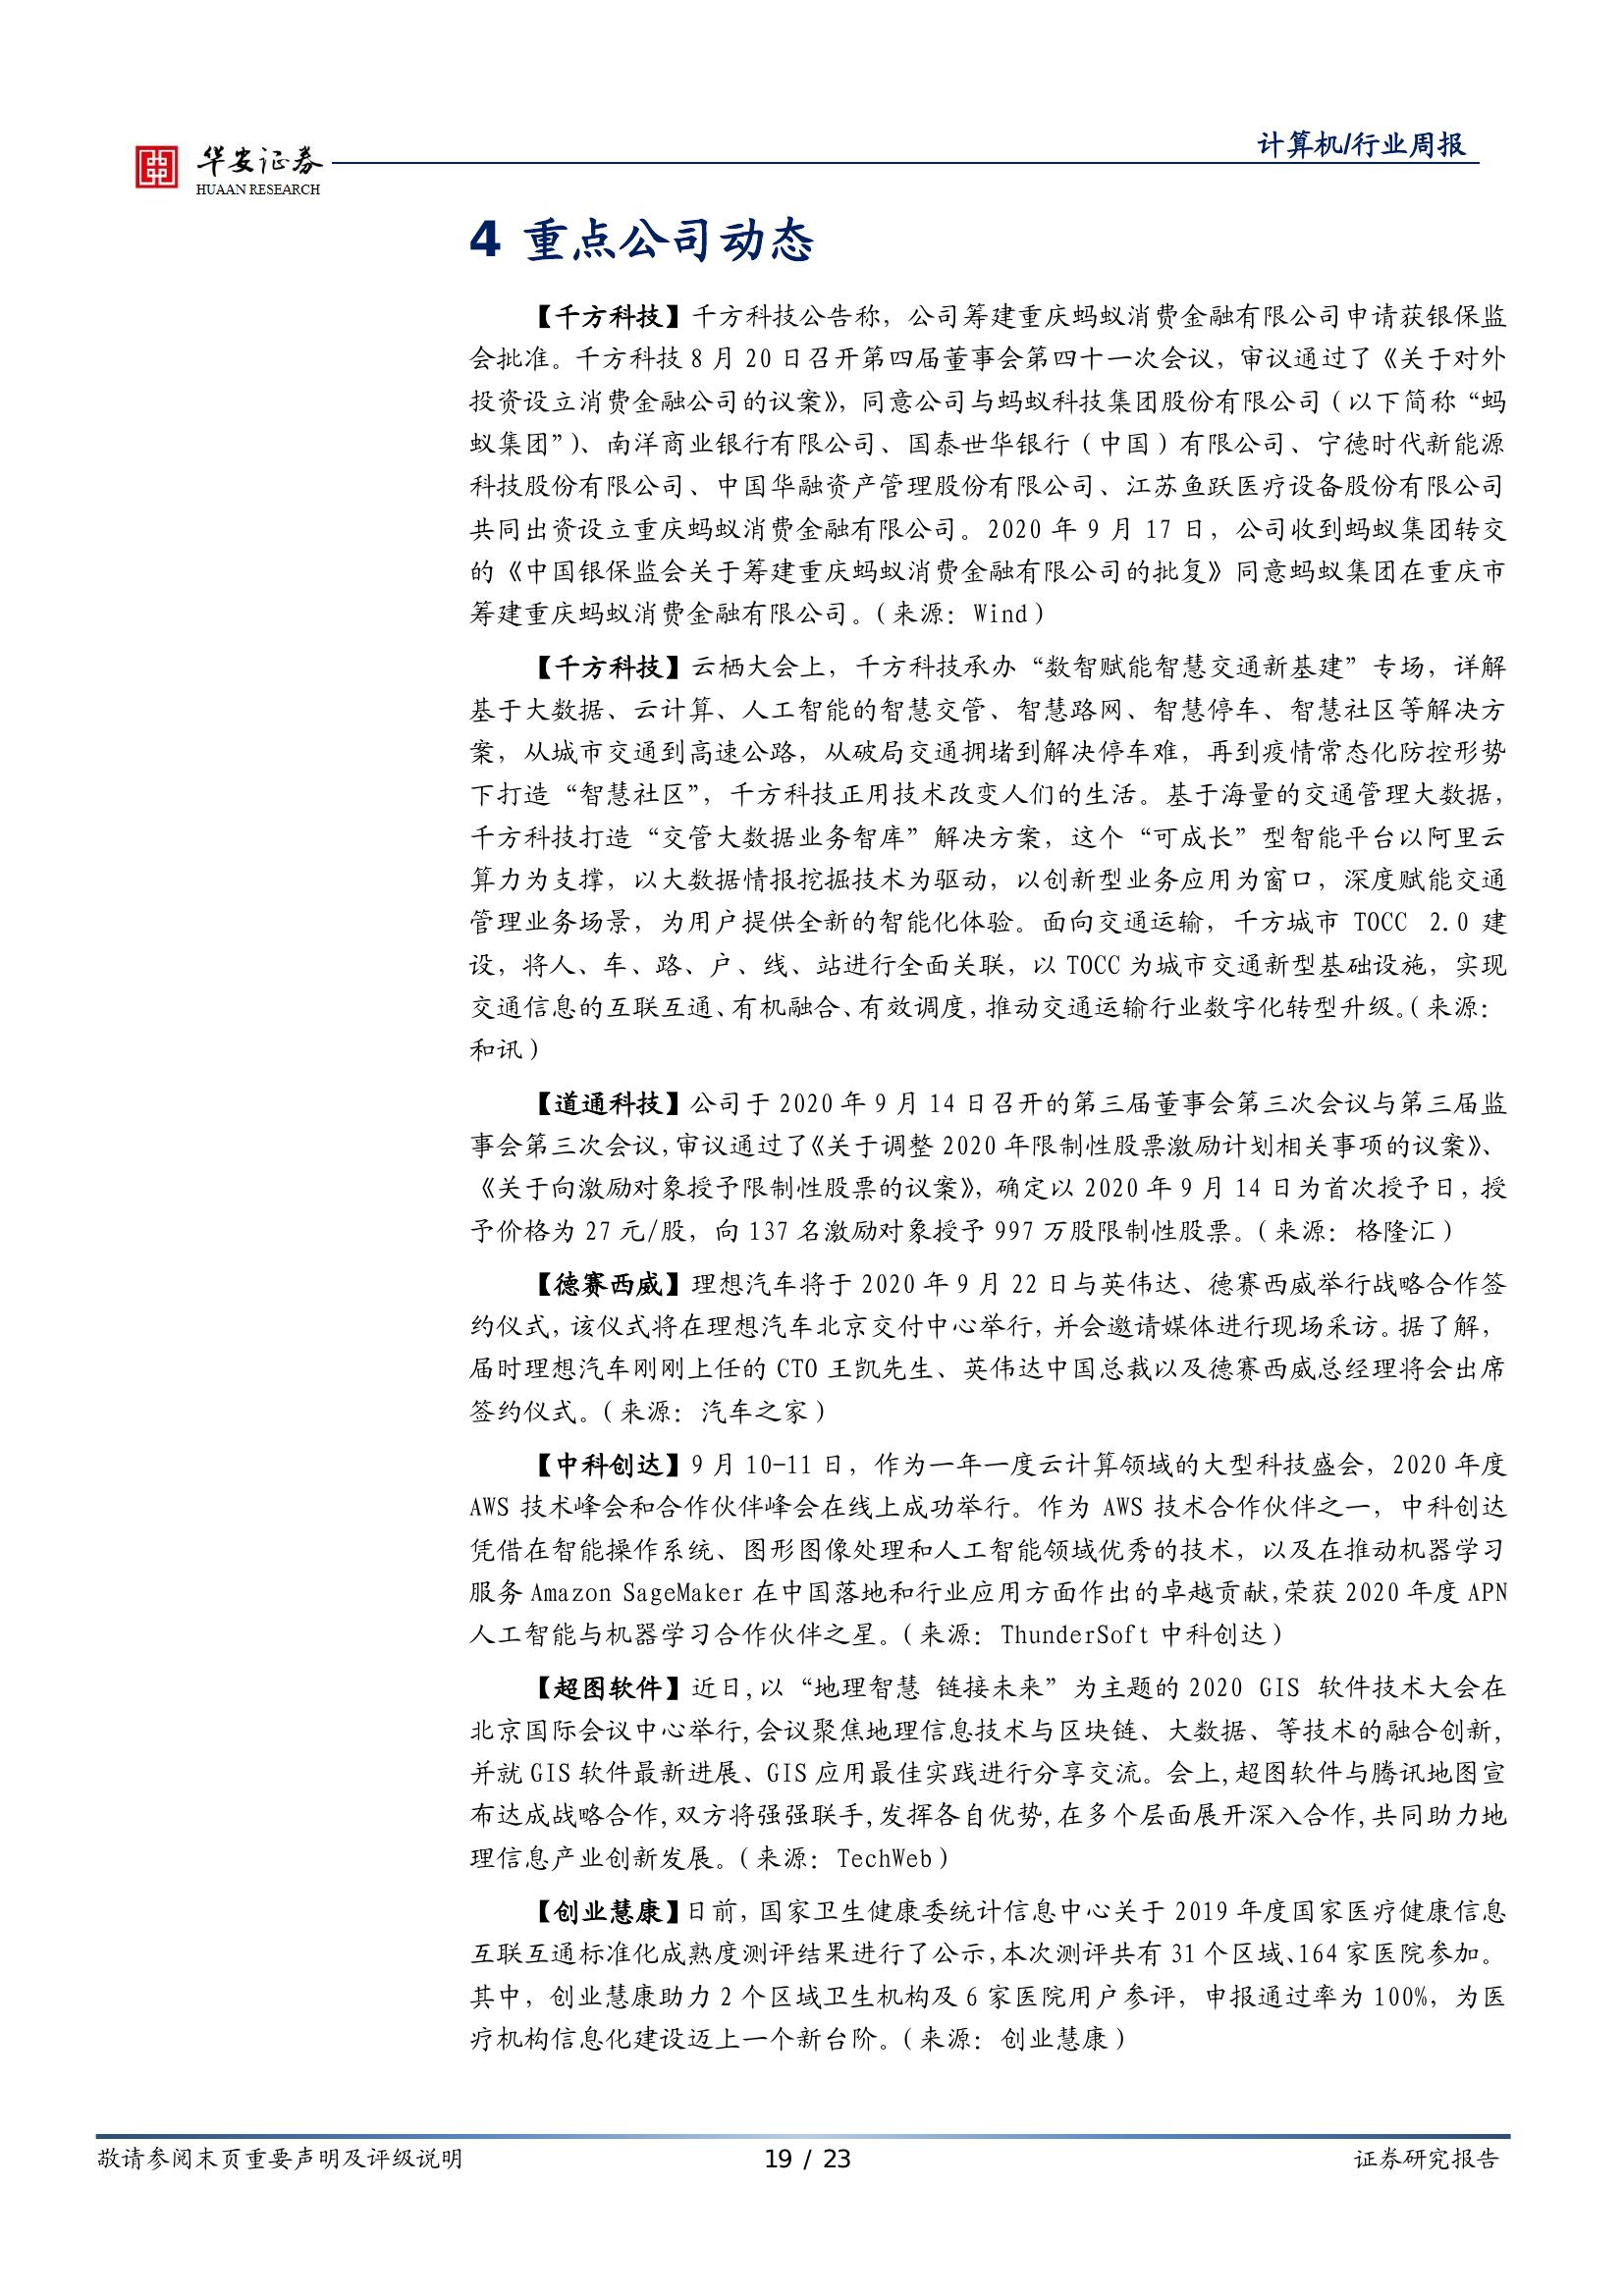 华安证券
HUAAN RESEARCH
计算机/行业周报
4 重点公司动态
【千方科技】千方科技公告称，公司筹建重庆蚂蚁消费金融有限公司申请获银保监
会批准。千方科技 8 月 20 日召开第四届董事会第四十一次会议，审议通过了《关于对外
投资设立消费金融公司的议案》，同意公司与蚂蚁科技集团股份有限公司（以下简称“蚂
蚁集团”）、南洋商业银行有限公司、国泰世华银行（中国）有限公司、宁德时代新能源
科技股份有限公司、中国华融资产管理股份有限公司、江苏鱼跃医疗设备股份有限公司
共同出资设立重庆蚂蚁消费金融有限公司。2020 年 9 月 17 日，公司收到蚂蚁集团转交
的《中国银保监会关于筹建重庆蚂蚁消费金融有限公司的批复》同意蚂蚁集团在重庆市
筹建重庆蚂蚁消费金融有限公司。（来源：Wind）
【千方科技】云栖大会上，千方科技承办“数智赋能智慧交通新基建”专场，详解
基于大数据、云计算、人工智能的智慧交管、智慧路网、智慧停车、智慧社区等解决方
案，从城市交通到高速公路，从破局交通拥堵到解决停车难，再到疫情常态化防控形势
下打造“智慧社区”，千方科技正用技术改变人们的生活。基于海量的交通管理大数据，
千方科技打造“交管大数据业务智库”解决方案，这个“可成长”型智能平台以阿里云
算力为支撑，以大数据情报挖掘技术为驱动，以创新型业务应用为窗口，深度赋能交通
管理业务场景，为用户提供全新的智能化体验。面向交通运输，千方城市 TOCC 2.0 建
设，将人、车、路、户、线、站进行全面关联，以 TOCC 为城市交通新型基础设施，实现
交通信息的互联互通、有机融合、有效调度，推动交通运输行业数字化转型升级。（来源：
和讯）
【道通科技】公司于 2020 年 9 月 14 日召开的第三届董事会第三次会议与第三届监
事会第三次会议，审议通过了《关于调整 2020 年限制性股票激励计划相关事项的议案》、
《关于向激励对象授予限制性股票的议案》，确定以 2020 年 9 月 14 日为首次授予日，授
予价格为 27 元/股，向 137 名激励对象授予 997 万股限制性股票。（来源：格隆汇）
【德赛西威】理想汽车将于 2020 年 9 月 22 日与英伟达、德赛西威举行战略合作签
约仪式，该仪式将在理想汽车北京交付中心举行，并会邀请媒体进行现场采访。据了解，
届时理想汽车刚刚上任的 CTO 王凯先生、英伟达中国总裁以及德赛西威总经理将会出席
签约仪式。（来源：汽车之家）
【中科创达】9 月 10-11 日，作为一年一度云计算领域的大型科技盛会，2020 年度
AWS 技术峰会和合作伙伴峰会在线上成功举行。作为 AWS 技术合作伙伴之一，中科创达
凭借在智能操作系统、图形图像处理和人工智能领域优秀的技术，以及在推动机器学习
服务 Amazon SageMaker 在中国落地和行业应用方面作出的卓越贡献,荣获 2020 年度 APN
人工智能与机器学习合作伙伴之星。（来源：ThunderSoft 中科创达）
【超图软件】近日,以“地理智慧 链接未来”为主题的 2020 GIS 软件技术大会在
北京国际会议中心举行,会议聚焦地理信息技术与区块链、大数据、等技术的融合创新,
并就 GIS 软件最新进展、GIS 应用最佳实践进行分享交流。会上,超图软件与腾讯地图宣
布达成战略合作,双方将强强联手,发挥各自优势,在多个层面展开深入合作,共同助力地
理信息产业创新发展。（来源：TechWeb）
【创业慧康】日前，国家卫生健康委统计信息中心关于 2019 年度国家医疗健康信息
互联互通标准化成熟度测评结果进行了公示,本次测评共有 31 个区域、164 家医院参加。
其中，创业慧康助力 2 个区域卫生机构及 6 家医院用户参评，申报通过率为 100%，为医
疗机构信息化建设迈上一个新台阶。（来源：创业慧康）
敬请参阅末页重要声明及评级说明
19 / 23
证券研究报告